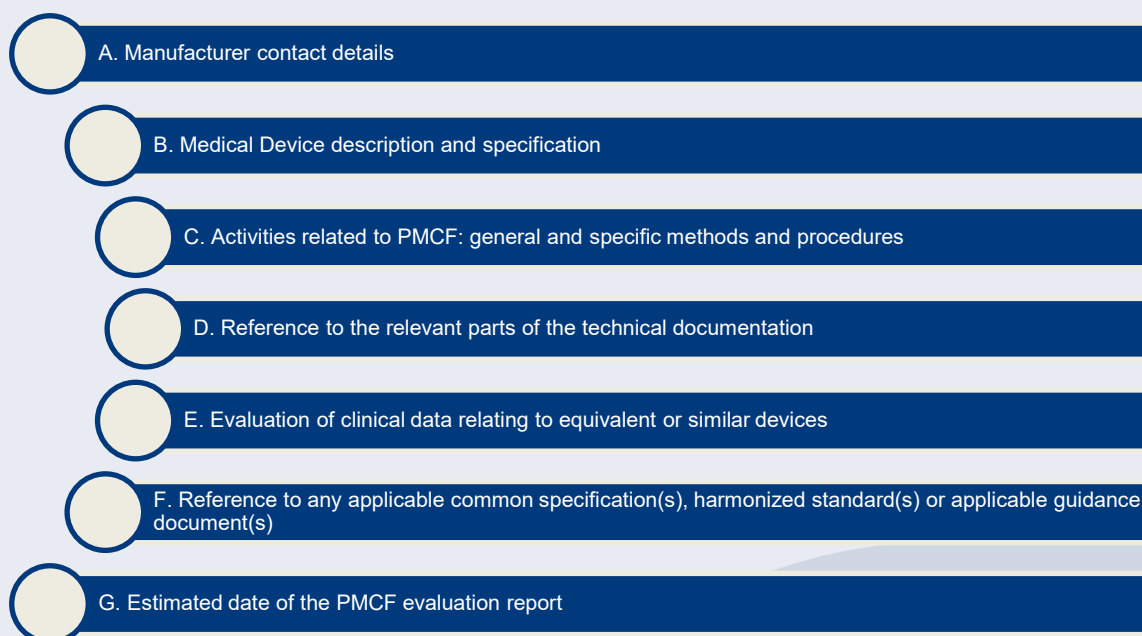 A. Manufacturer contact details
B. Medical Device description and specification
C. Activities related to PMCF: general and specific methods and procedures
D. Reference to the relevant parts of the technical documentation
E. Evaluation of clinical data relating to equivalent or similar devices
F. Reference to any applicable common specification(s), harmonized standard(s) or applicable guidance
document(s)
G. Estimated date of the PMCF evaluation report